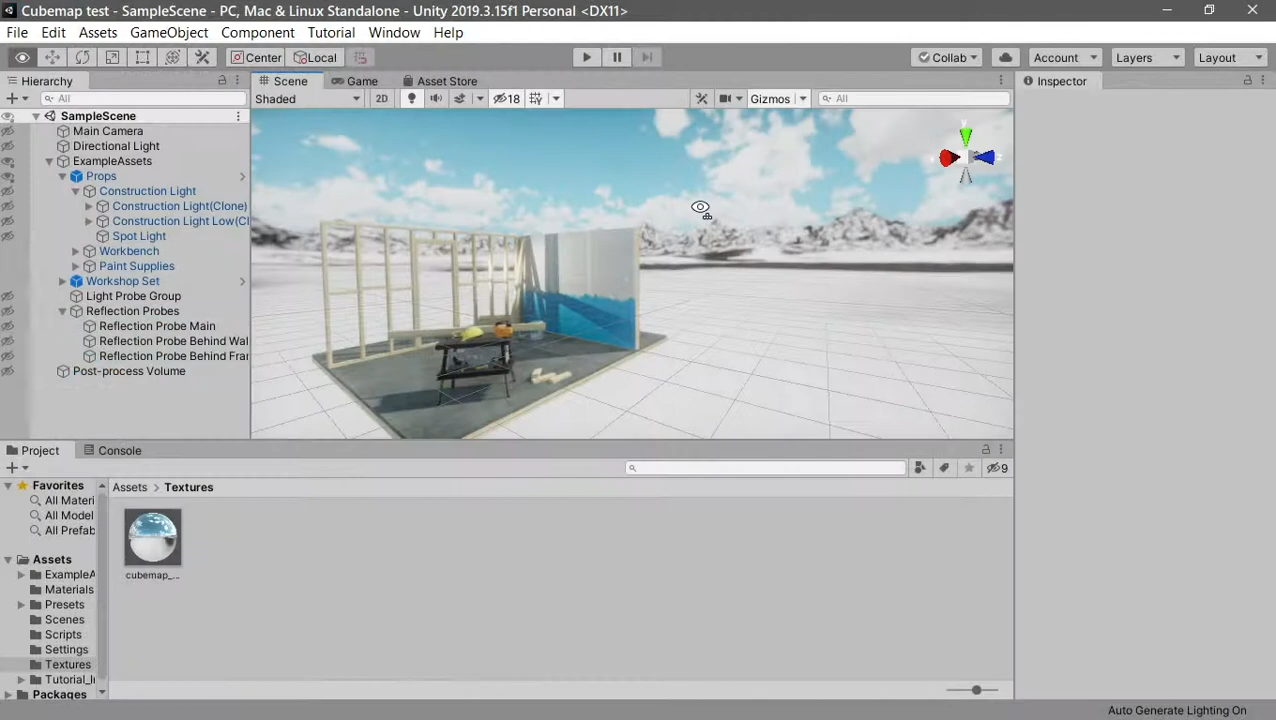 Cubemap test - SampleScene - PC, Mac & Linux Standalone - Unity 2019.3.15f1 Personal <DX11>
File Edit Assets GameObject Component Tutorial Window Help
Center Local Collab Account Layers Layout
Hierarchy
All
SampleScene
Main Camera
Directional Light
ExampleAssets
Props
Construction Light
Construction Light(Clone)
Construction Light Low(Cl
Spot Light
Workbench
Paint Supplies
Workshop Set
Light Probe Group
Reflection Probes
Reflection Probe Main
Reflection Probe Behind Wal
Reflection Probe Behind Frar
Post-process Volume
Scene Game Asset Store
Shaded 2D 18 Gizmos All
y
x z
Inspector
Project Console
9
Favorites
All Materi
All Model
All Prefab
Assets
ExampleA
Materials
Presets
Scenes
Scripts
Settings
Textures
Tutorial_I
Packages
Assets > Textures
cubemap_...
Auto Generate Lighting On